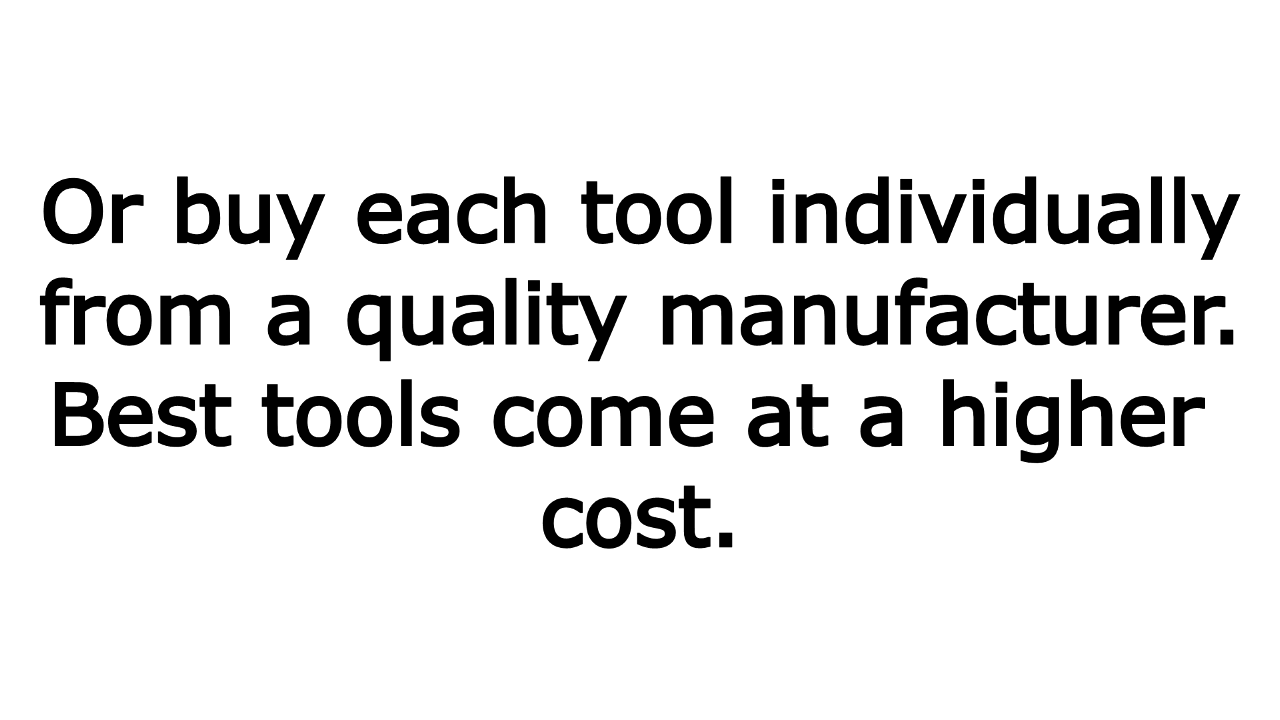 Or buy each tool individually
from a quality manufacturer.
Best tools come at a higher
cost.